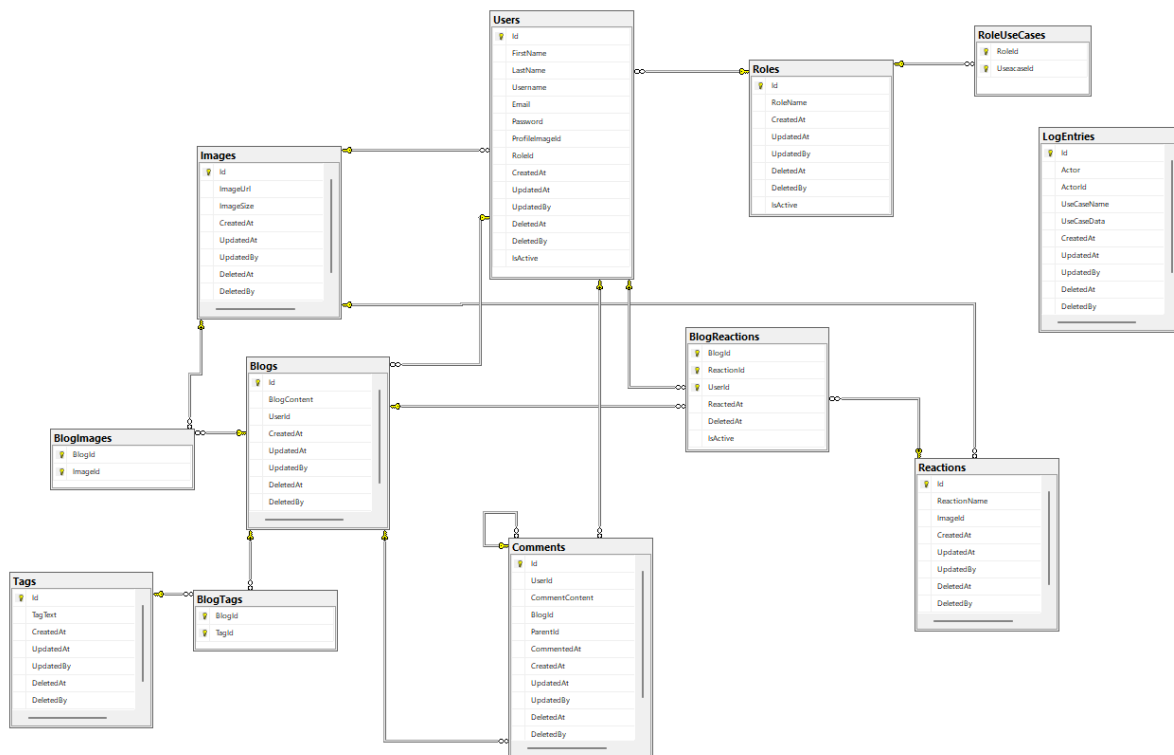 Users
Id
FirstName
LastName
Username
Email
Password
ProfileImageId
RoleId
CreatedAt
UpdatedAt
UpdatedBy
DeletedAt
DeletedBy
IsActive
RoleUseCases
RoleId
UseacaseId
Roles
Id
RoleName
CreatedAt
UpdatedAt
UpdatedBy
DeletedAt
DeletedBy
IsActive
LogEntries
Id
Actor
ActorId
UseCaseName
UseCaseData
CreatedAt
UpdatedAt
UpdatedBy
DeletedAt
DeletedBy
Images
Id
ImageUrl
ImageSize
CreatedAt
UpdatedAt
UpdatedBy
DeletedAt
DeletedBy
BlogReactions
BlogId
ReactionId
UserId
ReactedAt
DeletedAt
IsActive
Blogs
Id
BlogContent
UserId
CreatedAt
UpdatedAt
UpdatedBy
DeletedAt
DeletedBy
BlogImages
BlogId
ImageId
Reactions
Id
ReactionName
ImageId
CreatedAt
UpdatedAt
UpdatedBy
DeletedAt
DeletedBy
Comments
Id
UserId
CommentContent
BlogId
ParentId
CommentedAt
CreatedAt
UpdatedAt
UpdatedBy
DeletedAt
DeletedBy
Tags
Id
TagText
CreatedAt
UpdatedAt
UpdatedBy
DeletedAt
DeletedBy
BlogTags
BlogId
TagId